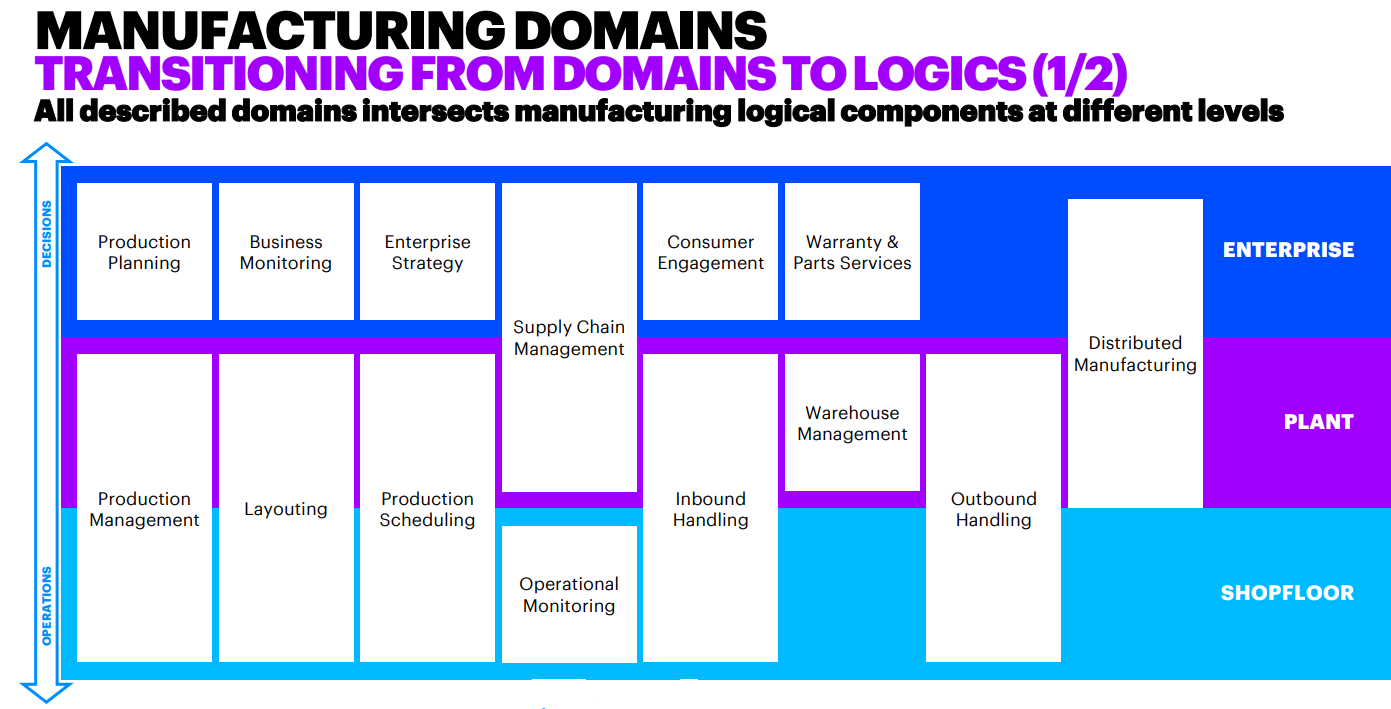 MANUFACTURING DOMAINS
TRANSITIONING FROM DOMAINS TO LOGICS (1/2)
All described domains intersects manufacturing logical components at different levels
DECISIONS
Production
Planning
Business
Monitoring
Enterprise
Strategy
Supply Chain
Management
Consumer
Engagement
Warranty &
Parts Services
Distributed
Manufacturing
ENTERPRISE
Warehouse
Management
PLANT
Production
Management
Layouting
Production
Scheduling
Inbound
Handling
Outbound
Handling
OPERATIONS
Operational
Monitoring
SHOPFLOOR